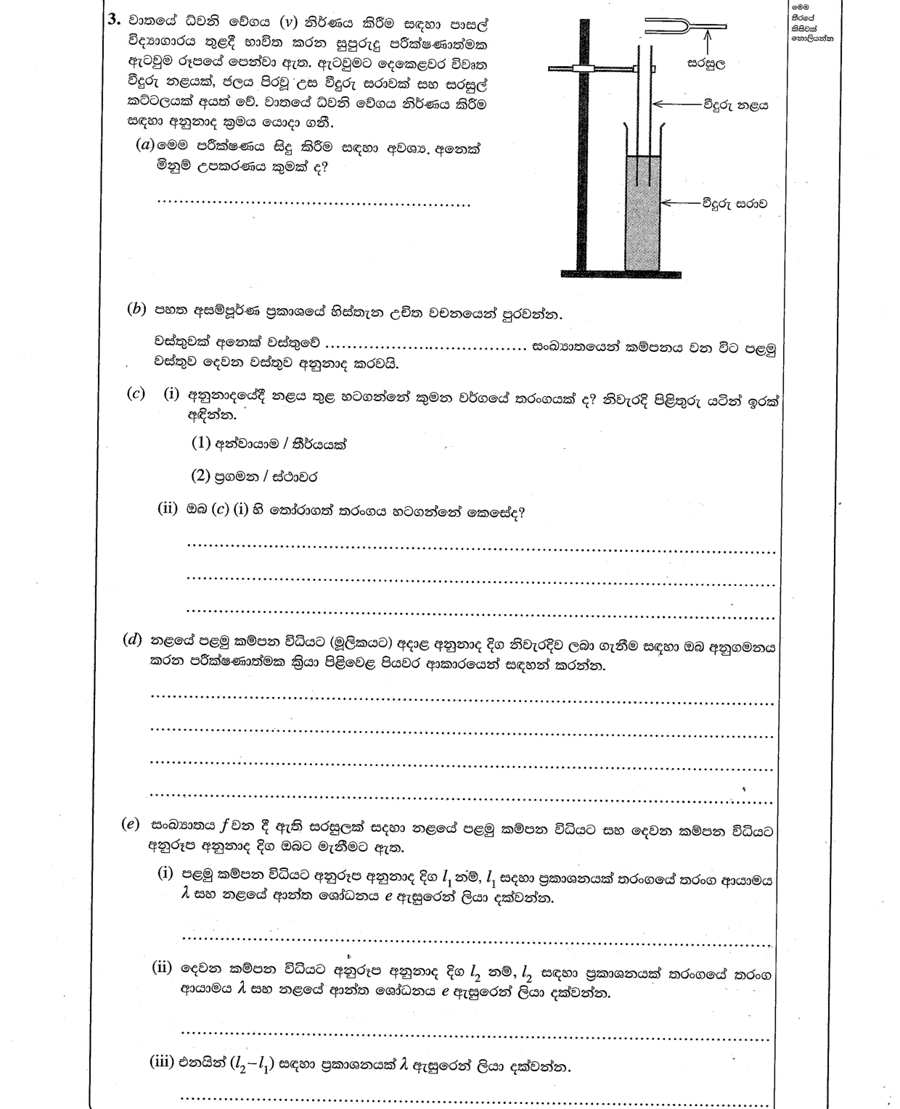 3. වාතයේ ධ්වනි වේගය (v) නිර්ණය කිරීම සඳහා පාසල්
විද්‍යාගාරය තුළදී භාවිත කරන සුපුරුදු පරීක්ෂණාත්මක
ඇටවුම රූපයේ පෙන්වා ඇත. ඇටවුමට දෙකෙළවර විවෘත
වීදුරු නළයක්, ජලය පිරවූ උස වීදුරු සරාවක් සහ සරසුල්
කට්ටලයක් අයත් වේ. වාතයේ ධ්වනි වේගය නිර්ණය කිරීම
සඳහා අනුනාද ක්‍රමය යොදා ගනී.
(a) මෙම පරීක්ෂණය සිදු කිරීම සඳහා අවශ්‍ය අනෙක්
මිනුම් උපකරණය කුමක් ද?
................................................................
සරසුල
වීදුරු නළය
වීදුරු සරාව
මෙම
තීරයේ
කිසිවක්
නොලියන්න
(b) පහත අසම්පූර්ණ ප්‍රකාශයේ හිස්තැන උචිත වචනයෙන් පුරවන්න.
වස්තුවක් අනෙක් වස්තුවේ ........................................ සංඛ්‍යාතයෙන් කම්පනය වන විට පළමු
වස්තුව දෙවන වස්තුව අනුනාද කරවයි.
(c) (i) අනුනාදයේදී නළය තුළ හටගන්නේ කුමන වර්ගයේ තරංගයක් ද? නිවැරදි පිළිතුරු යටින් ඉරක්
අඳින්න.
(1) අන්වායාම / තීර්යයක්
(2) ප්‍රගමන / ස්ථාවර
(ii) ඔබ (c) (i) හි තෝරාගත් තරංගය හටගන්නේ කෙසේද?
................................................................
................................................................
................................................................
(d) නළයේ පළමු කම්පන විධියට (මූලිකයට) අදාළ අනුනාද දිග නිවැරදිව ලබා ගැනීම සඳහා ඔබ අනුගමනය
කරන පරීක්ෂණාත්මක ක්‍රියා පිළිවෙළ පියවර ආකාරයෙන් සඳහන් කරන්න.
................................................................
................................................................
................................................................
................................................................
(e) සංඛ්‍යාතය f වන දී ඇති සරසුලක් සදහා නළයේ පළමු කම්පන විධියට සහ දෙවන කම්පන විධියට
අනුරූප අනුනාද දිග ඔබට මැනීමට ඇත.
(i) පළමු කම්පන විධියට අනුරූප අනුනාද දිග l₁ නම්, l₁ සදහා ප්‍රකාශනයක් තරංගයේ තරංග ආයාමය
λ සහ නළයේ ආන්ත ශෝධනය e ඇසුරෙන් ලියා දක්වන්න.
................................................................
(ii) දෙවන කම්පන විධියට අනුරූප අනුනාද දිග l₂ නම්, l₂ සඳහා ප්‍රකාශනයක් තරංගයේ තරංග
ආයාමය λ සහ නළයේ ආන්ත ශෝධනය e ඇසුරෙන් ලියා දක්වන්න.
................................................................
(iii) එනයින් (l₂–l₁) සඳහා ප්‍රකාශනයක් λ ඇසුරෙන් ලියා දක්වන්න.
................................................................